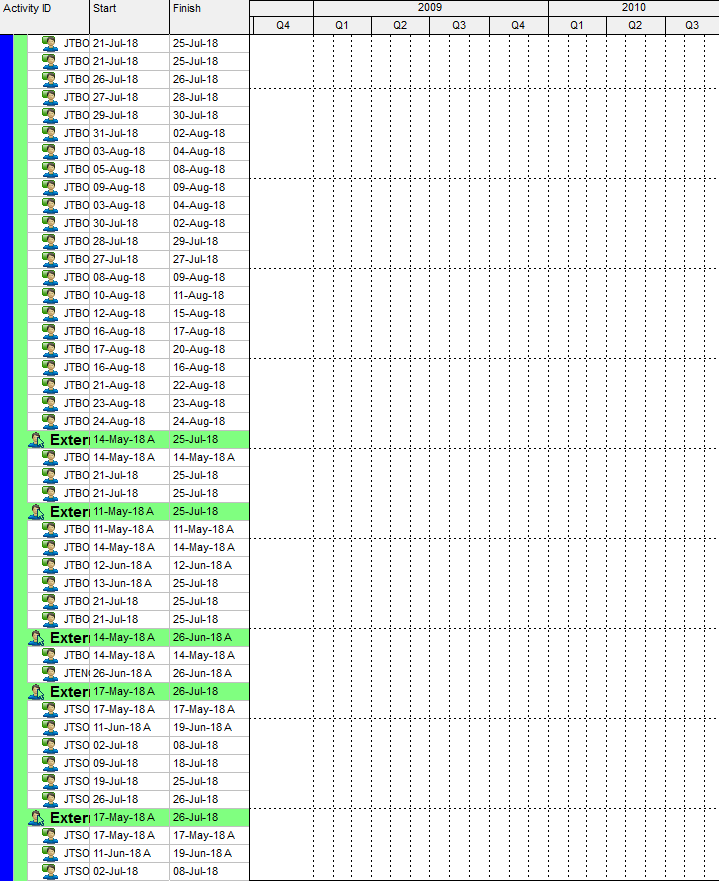 Activity ID Start Finish 2009 2010
Q4 Q1 Q2 Q3 Q4 Q1 Q2 Q3
JTBO 21-Jul-18 25-Jul-18
JTBO 21-Jul-18 25-Jul-18
JTBO 26-Jul-18 26-Jul-18
JTBO 27-Jul-18 28-Jul-18
JTBO 29-Jul-18 30-Jul-18
JTBO 31-Jul-18 02-Aug-18
JTBO 03-Aug-18 04-Aug-18
JTBO 05-Aug-18 08-Aug-18
JTBO 09-Aug-18 09-Aug-18
JTBO 03-Aug-18 04-Aug-18
JTBO 30-Jul-18 02-Aug-18
JTBO 28-Jul-18 29-Jul-18
JTBO 27-Jul-18 27-Jul-18
JTBO 08-Aug-18 09-Aug-18
JTBO 10-Aug-18 11-Aug-18
JTBO 12-Aug-18 15-Aug-18
JTBO 16-Aug-18 17-Aug-18
JTBO 17-Aug-18 20-Aug-18
JTBO 16-Aug-18 16-Aug-18
JTBO 21-Aug-18 22-Aug-18
JTBO 23-Aug-18 23-Aug-18
JTBO 24-Aug-18 24-Aug-18
Exter 14-May-18 A 25-Jul-18
JTBO 14-May-18 A 14-May-18 A
JTBO 21-Jul-18 25-Jul-18
JTBO 21-Jul-18 25-Jul-18
Exter 11-May-18 A 25-Jul-18
JTBO 11-May-18 A 11-May-18 A
JTBO 14-May-18 A 14-May-18 A
JTBO 12-Jun-18 A 12-Jun-18 A
JTBO 13-Jun-18 A 25-Jul-18
JTBO 21-Jul-18 25-Jul-18
JTBO 21-Jul-18 25-Jul-18
Exter 14-May-18 A 26-Jun-18 A
JTBO 14-May-18 A 14-May-18 A
JTEN 26-Jun-18 A 26-Jun-18 A
Exter 17-May-18 A 26-Jul-18
JTSO 17-May-18 A 17-May-18 A
JTSO 11-Jun-18 A 19-Jun-18 A
JTSO 02-Jul-18 08-Jul-18
JTSO 09-Jul-18 18-Jul-18
JTSO 19-Jul-18 25-Jul-18
JTSO 26-Jul-18 26-Jul-18
Exter 17-May-18 A 26-Jul-18
JTSO 17-May-18 A 17-May-18 A
JTSO 11-Jun-18 A 19-Jun-18 A
JTSO 02-Jul-18 08-Jul-18